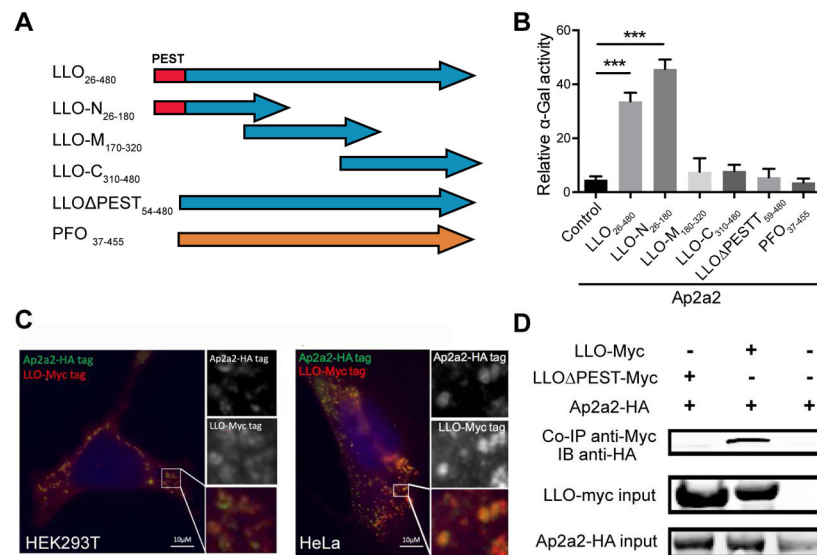 A
PEST
LLO26-480
LLO-N26-180
LLO-M170-320
LLO-C310-480
LLOΔPEST54-480
PFO 37-455
B
Relative α-Gal activity
60
40
20
0
***
***
Control
LLO26-480
LLO-N26-180
LLO-M180-320
LLO-C310-480
LLOΔPESTT59-480
PFO37-455
Ap2a2
C
Ap2a2-HA tag
LLO-Myc tag
Ap2a2-HA tag
LLO-Myc tag
HEK293T
10µM
Ap2a2-HA tag
LLO-Myc tag
Ap2a2-HA tag
LLO-Myc tag
HeLa
10µM
D
LLO-Myc - + -
LLOΔPEST-Myc + - -
Ap2a2-HA + + +
Co-IP anti-Myc
IB anti-HA
LLO-myc input
Ap2a2-HA input